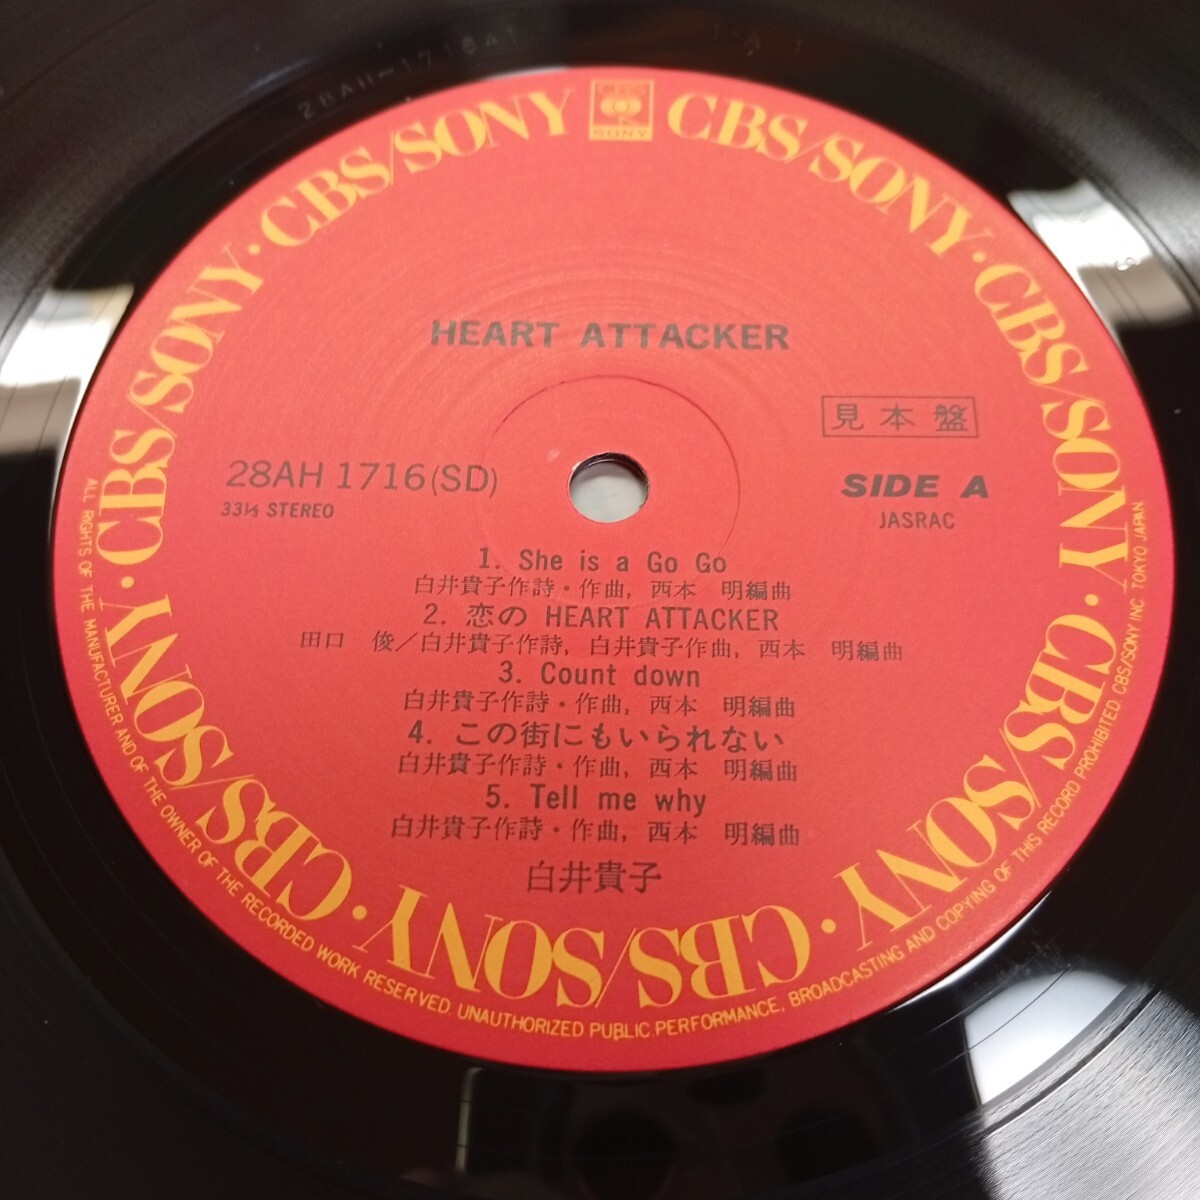 28AH-1716A1
CBS
SONY
CBS/SONY · CBS/SONY · CBS/SONY · CBS/SONY · CBS/SONY · CBS/SONY · CBS/SONY · CBS/SONY
HEART ATTACKER
見本盤
28AH 1716(SD)
33⅓ STEREO
SIDE A
JASRAC
1. She is a Go Go
白井貴子作詩・作曲, 西本 明編曲
2. 恋の HEART ATTACKER
田口 俊／白井貴子作詩, 白井貴子作曲, 西本 明編曲
3. Count down
白井貴子作詩・作曲, 西本 明編曲
4. この街にもいられない
白井貴子作詩・作曲, 西本 明編曲
5. Tell me why
白井貴子作詩・作曲, 西本 明編曲
白井貴子
ALL RIGHTS OF THE MANUFACTURER AND OF THE OWNER OF THE RECORDED WORK RESERVED. UNAUTHORIZED PUBLIC PERFORMANCE, BROADCASTING AND COPYING OF THIS RECORD PROHIBITED CBS/SONY INC. TOKYO JAPAN